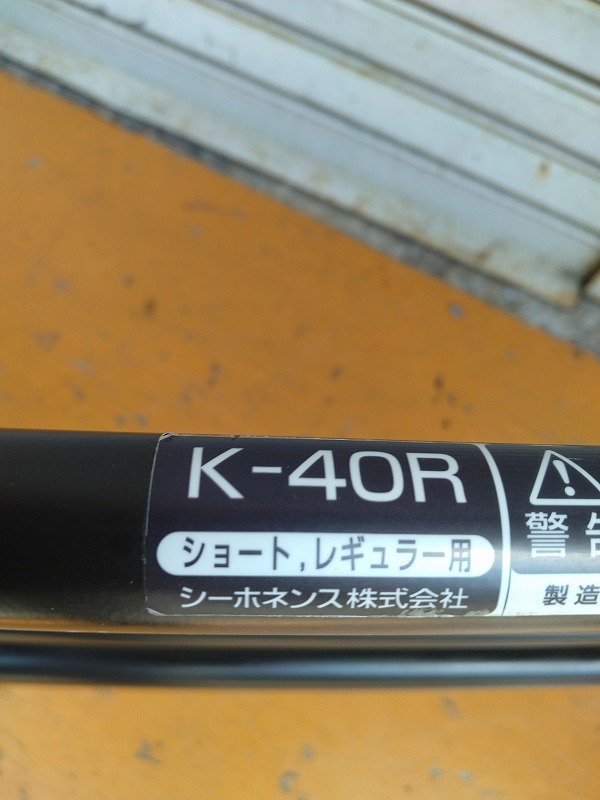 K-40R
ショート,レギュラー用
シーホネンス株式会社
警告
製造